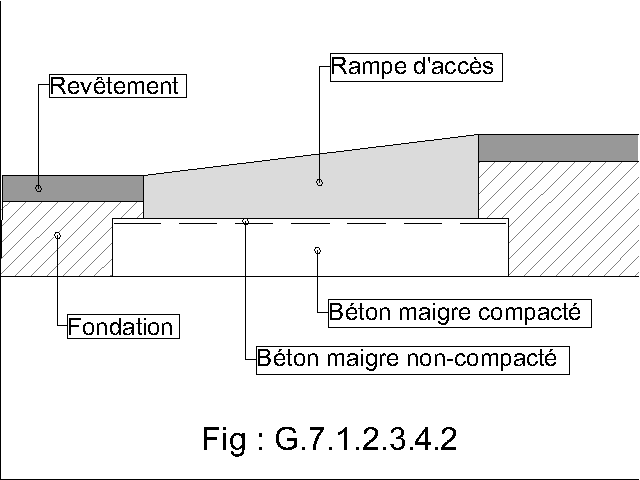 Rampe d'accès
Revêtement
Béton maigre compacté
Fondation
Béton maigre non-compacté
Fig : G.7.1.2.3.4.2